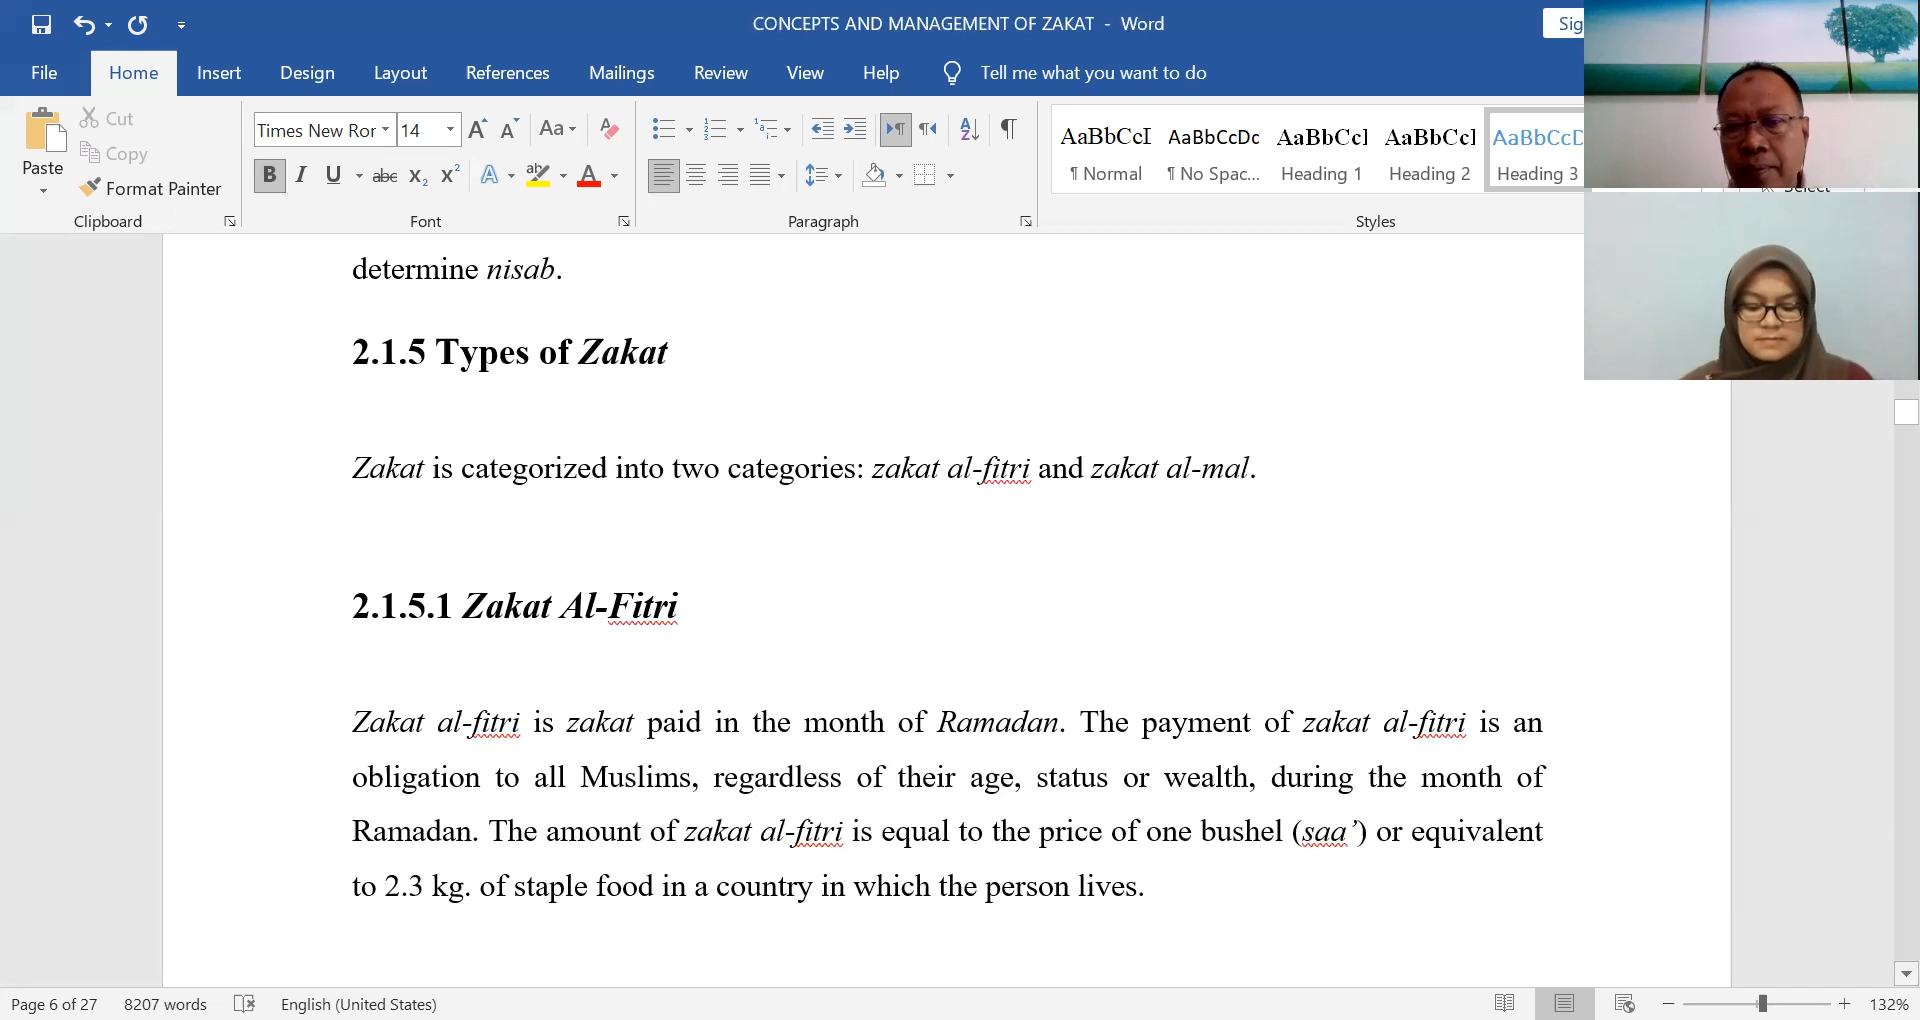 CONCEPTS AND MANAGEMENT OF ZAKAT - Word
Sig
File Home Insert Design Layout References Mailings Review View Help Tell me what you want to do
Paste
Cut
Copy
Format Painter
Clipboard
Times New Ror 14
Font
Paragraph
AaBbCcI AaBbCcDc AaBbCcI AaBbCcI AaBbCcD
¶ Normal ¶ No Spac... Heading 1 Heading 2 Heading 3
Styles
Select
determine nisab.
2.1.5 Types of Zakat
Zakat is categorized into two categories: zakat al-fitri and zakat al-mal.
2.1.5.1 Zakat Al-Fitri
Zakat al-fitri is zakat paid in the month of Ramadan. The payment of zakat al-fitri is an
obligation to all Muslims, regardless of their age, status or wealth, during the month of
Ramadan. The amount of zakat al-fitri is equal to the price of one bushel (saa’) or equivalent
to 2.3 kg. of staple food in a country in which the person lives.
Page 6 of 27 8207 words English (United States) 132%